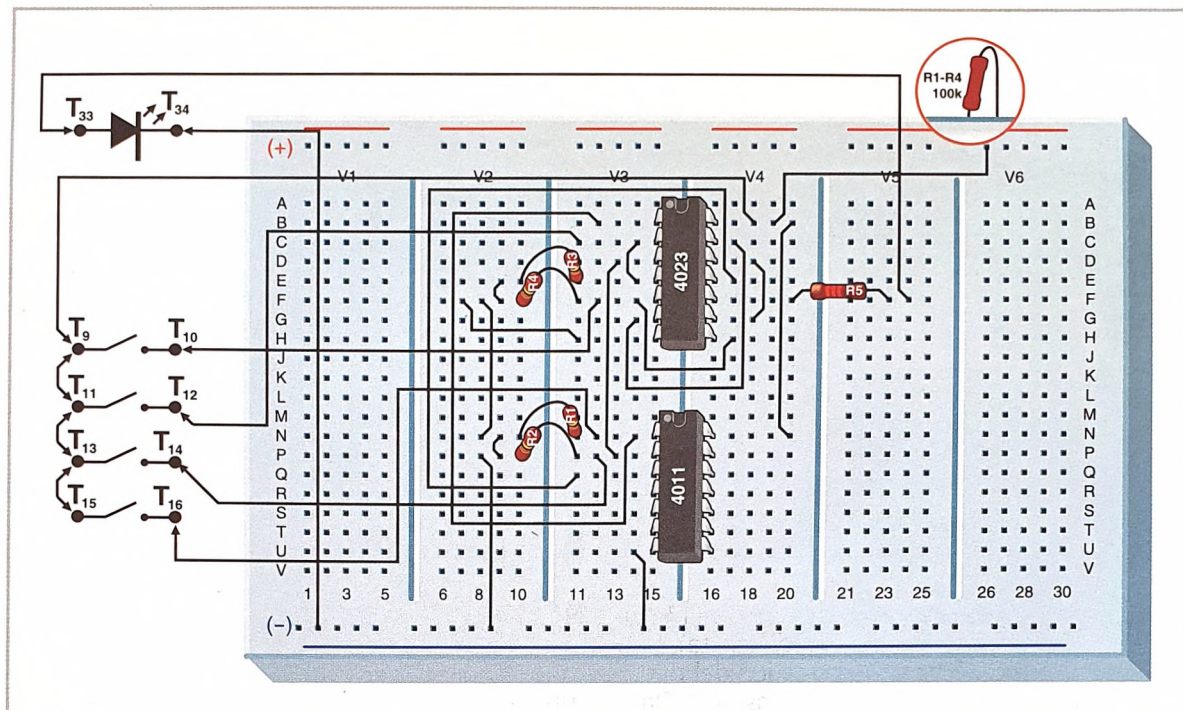 R1-R4
100k
T33
T34
(+)
V1 V2 V3 V4 V5 V6
A A
B B
C C
D D
E E
F F
G G
H H
J J
K K
L L
M M
N N
P P
Q Q
R R
S S
T T
U U
V V
R3
R4
4023
R5
T9 T10
T11 T12
T13 T14
T15 T16
R1
R2
4011
1 3 5 6 8 10 11 13 15 16 18 20 21 23 25 26 28 30
(−)